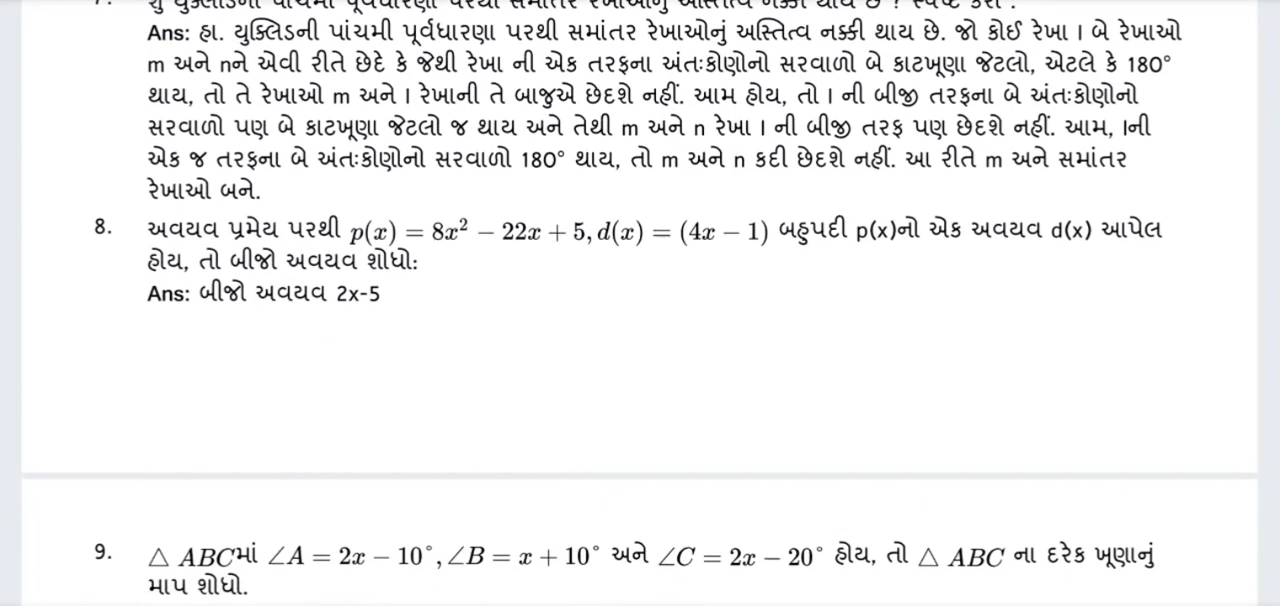 Ans: હા. યુક્લિડની પાંચમી પૂર્વધારણા પરથી સમાંતર રેખાઓનું અસ્તિત્વ નક્કી થાય છે. જો કોઈ રેખા l બે રેખાઓ
m અને nને એવી રીતે છેદે કે જેથી રેખા ની એક તરફના અંતઃકોણોનો સરવાળો બે કાટખૂણા જેટલો, એટલે કે 180°
થાય, તો તે રેખાઓ m અને l રેખાની તે બાજુએ છેદશે નહીં. આમ હોય, તો l ની બીજી તરફના બે અંતઃકોણોનો
સરવાળો પણ બે કાટખૂણા જેટલો જ થાય અને તેથી m અને n રેખા l ની બીજી તરફ પણ છેદશે નહીં. આમ, lની
એક જ તરફના બે અંતઃકોણોનો સરવાળો 180° થાય, તો m અને n કદી છેદશે નહીં. આ રીતે m અને સમાંતર
રેખાઓ બને.
8. અવયવ પ્રમેય પરથી p(x) = 8x² − 22x + 5, d(x) = (4x − 1) બહુપદી p(x)નો એક અવયવ d(x) આપેલ
હોય, તો બીજો અવયવ શોધો:
Ans: બીજો અવયવ 2x-5
9. △ ABCમાં ∠A = 2x − 10°, ∠B = x + 10° અને ∠C = 2x − 20° હોય, તો △ ABC ના દરેક ખૂણાનું
માપ શોધો.